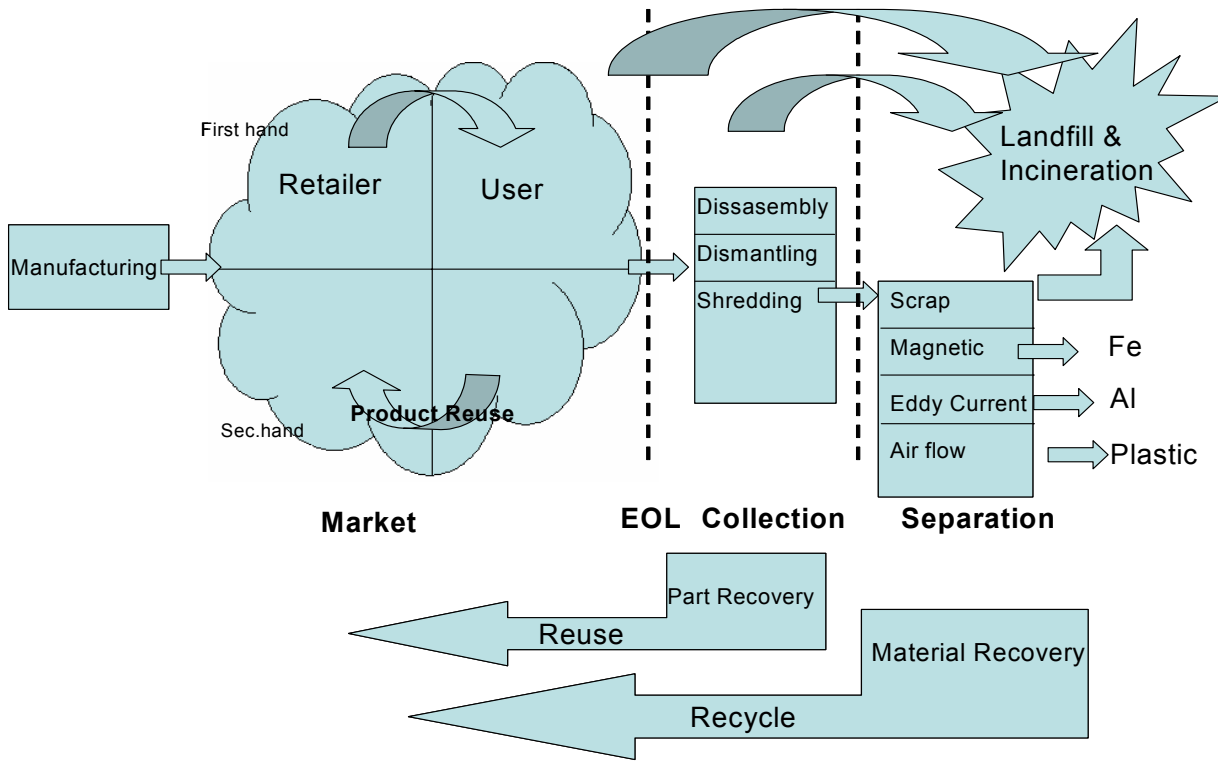 First hand
Retailer
User
Landfill &
Incineration
Manufacturing
Dissasembly
Dismantling
Shredding
Scrap
Magnetic
Eddy Current
Air flow
Fe
Al
Plastic
Product Reuse
Sec.hand
Market
EOL Collection
Separation
Part Recovery
Reuse
Material Recovery
Recycle